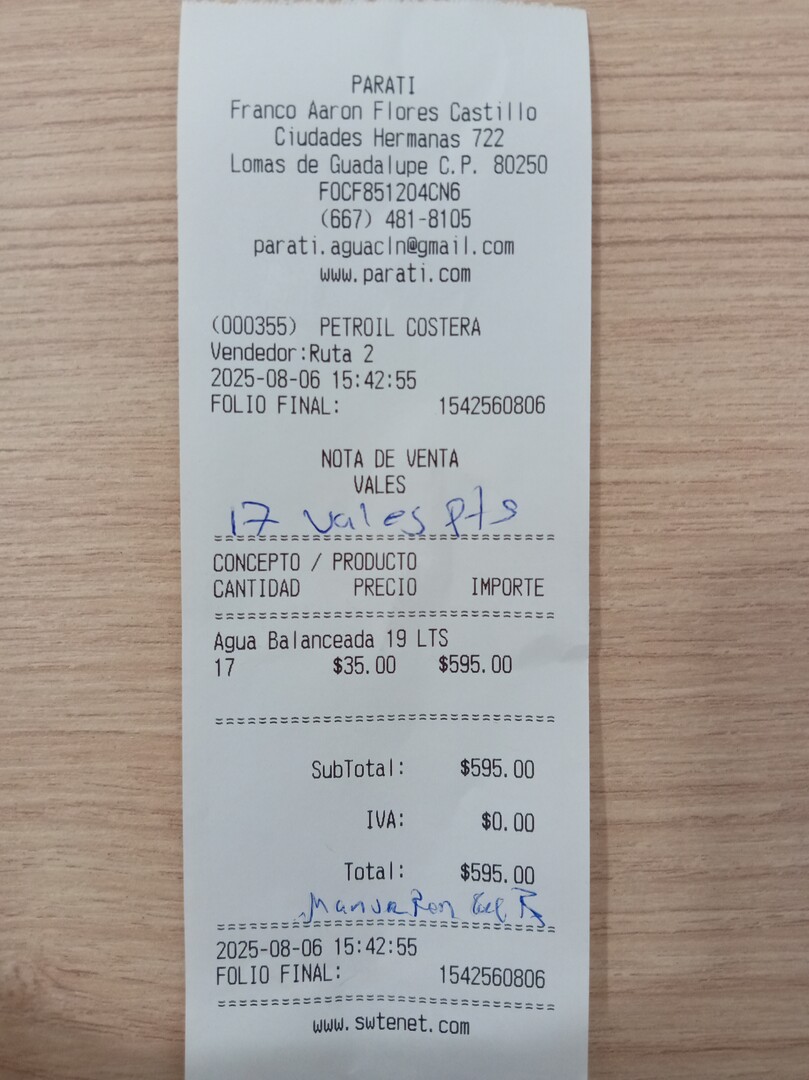 PARATI
Franco Aaron Flores Castillo
Ciudades Hermanas 722
Lomas de Guadalupe C.P. 80250
FOCF851204CN6
(667) 481-8105
parati.aguacln@gmail.com
www.parati.com
(000355) PETROIL COSTERA
Vendedor:Ruta 2
2025-08-06 15:42:55
FOLIO FINAL: 1542560806
NOTA DE VENTA
VALES
17 vales pts
==============================
CONCEPTO / PRODUCTO
CANTIDAD PRECIO IMPORTE
==============================
Agua Balanceada 19 LTS
17 $35.00 $595.00
==============================
SubTotal: $595.00
IVA: $0.00
Total: $595.00
==============================
2025-08-06 15:42:55
FOLIO FINAL: 1542560806
==============================
www.swtenet.com